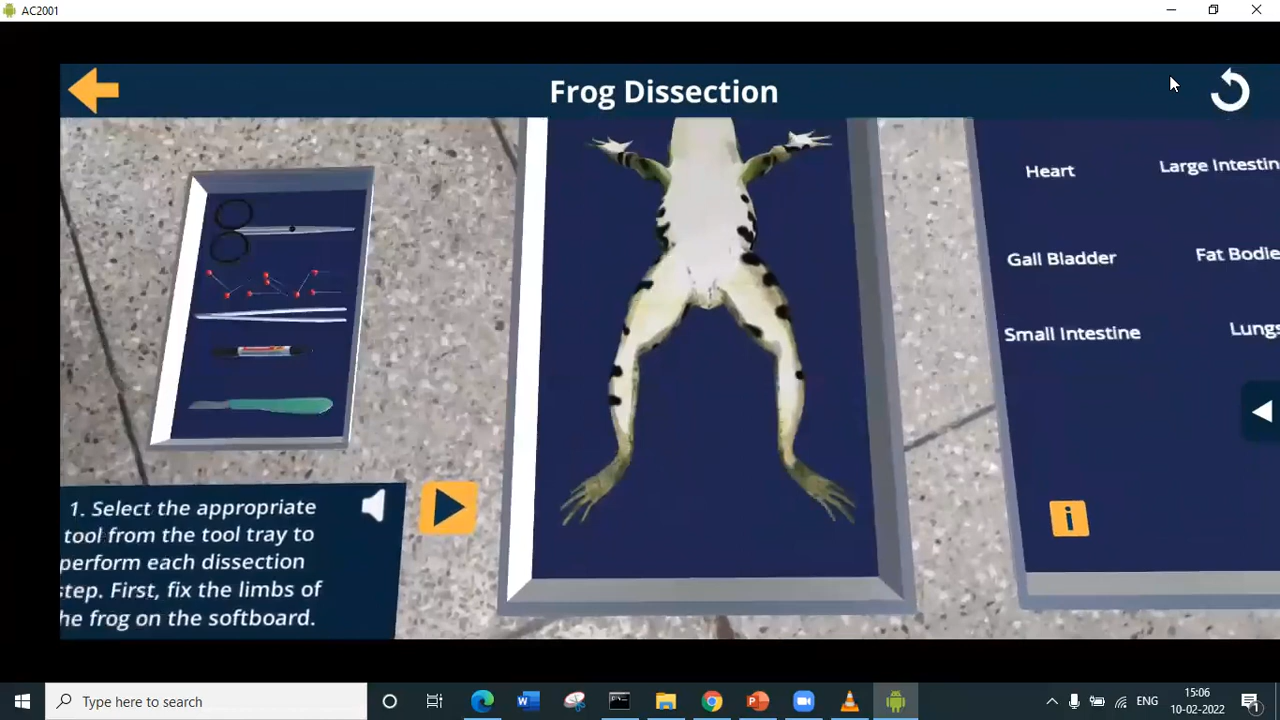 AC2001
Frog Dissection
Heart
Large Intestin
Gall Bladder
Fat Bodie
Small Intestine
Lungs
1. Select the appropriate
tool from the tool tray to
perform each dissection
step. First, fix the limbs of
he frog on the softboard.
i
Type here to search
ENG
15:06
10-02-2022